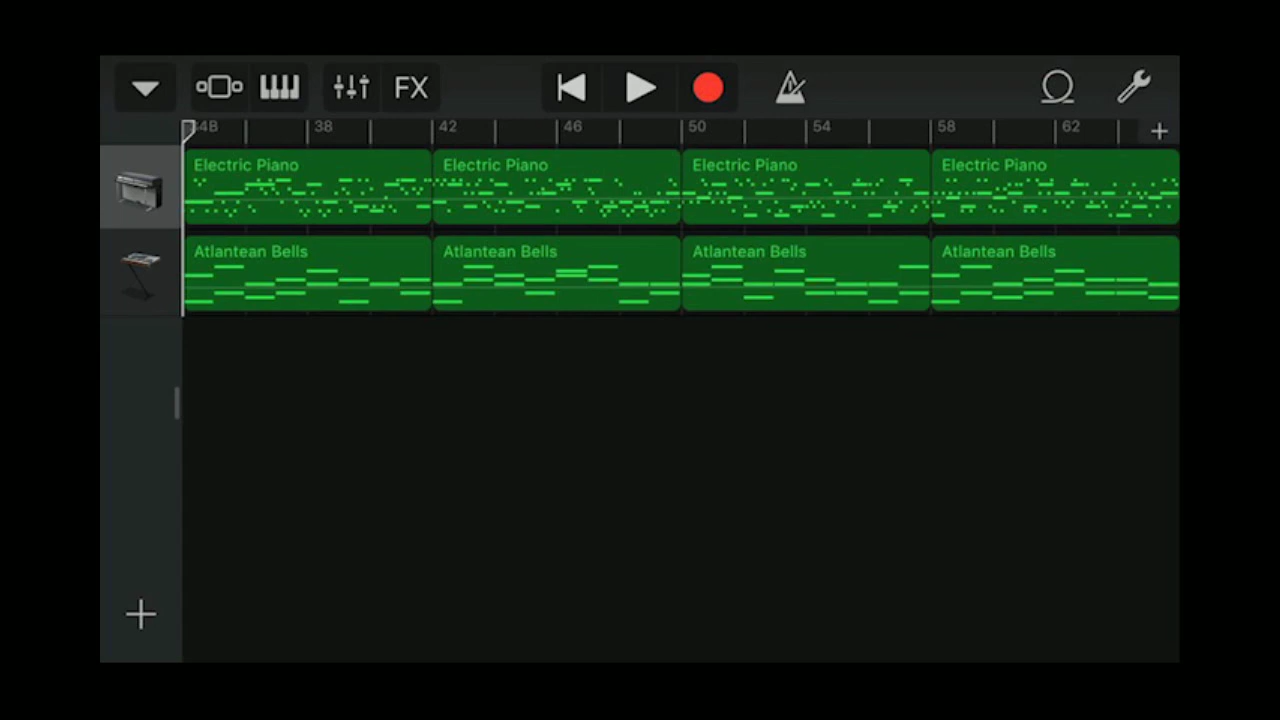 FX
34B 38 42 46 50 54 58 62
Electric Piano Electric Piano Electric Piano Electric Piano
Atlantean Bells Atlantean Bells Atlantean Bells Atlantean Bells